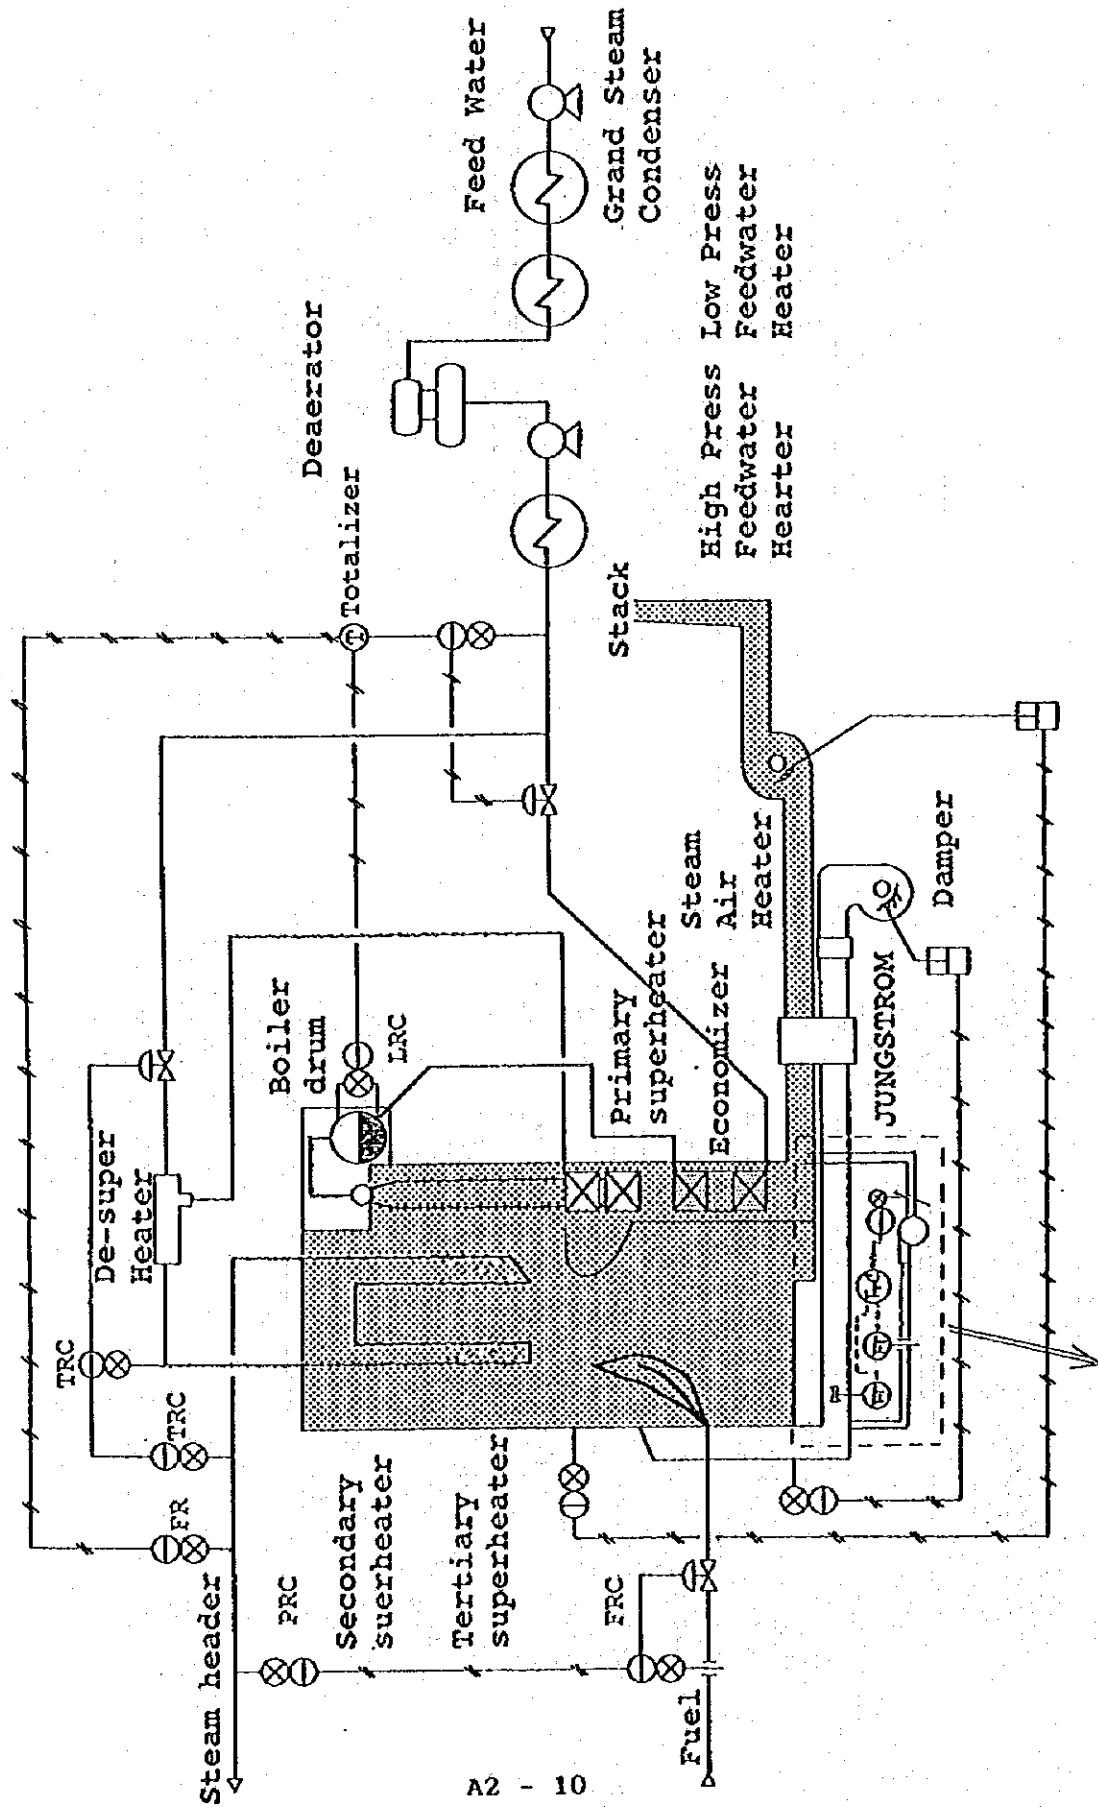 Steam header
FR
TRC
TRC
De-super
Heater
Boiler
drum
LRC
T Totalizer
Deaerator
Feed Water
Grand Steam
Condenser
PRC
Secondary
suerheater
Tertiary
superheater
FRC
Fuel
Primary
superheater
Economizer
Steam
Air
Heater
Stack
High Press
Feedwater
Hearter
Low Press
Feedwater
Heater
JUNGSTROM
Damper
A2 - 10